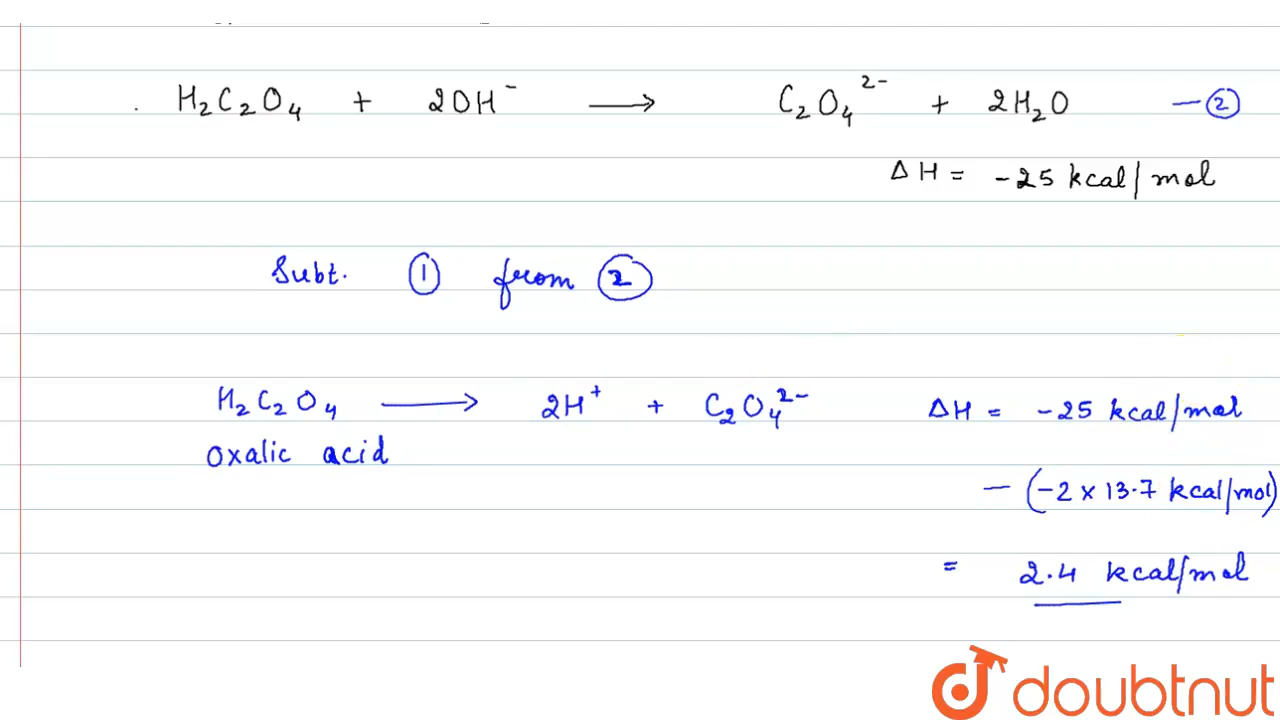 H₂C₂O₄ + 2OH⁻ ⟶ C₂O₄²⁻ + 2H₂O — ②
ΔH = -25 kcal/mol
Subt. ① from ②
H₂C₂O₄ ⟶ 2H⁺ + C₂O₄²⁻ ΔH = -25 kcal/mol
Oxalic acid
— (-2 × 13.7 kcal/mol)
= 2.4 kcal/mol
doubtnut